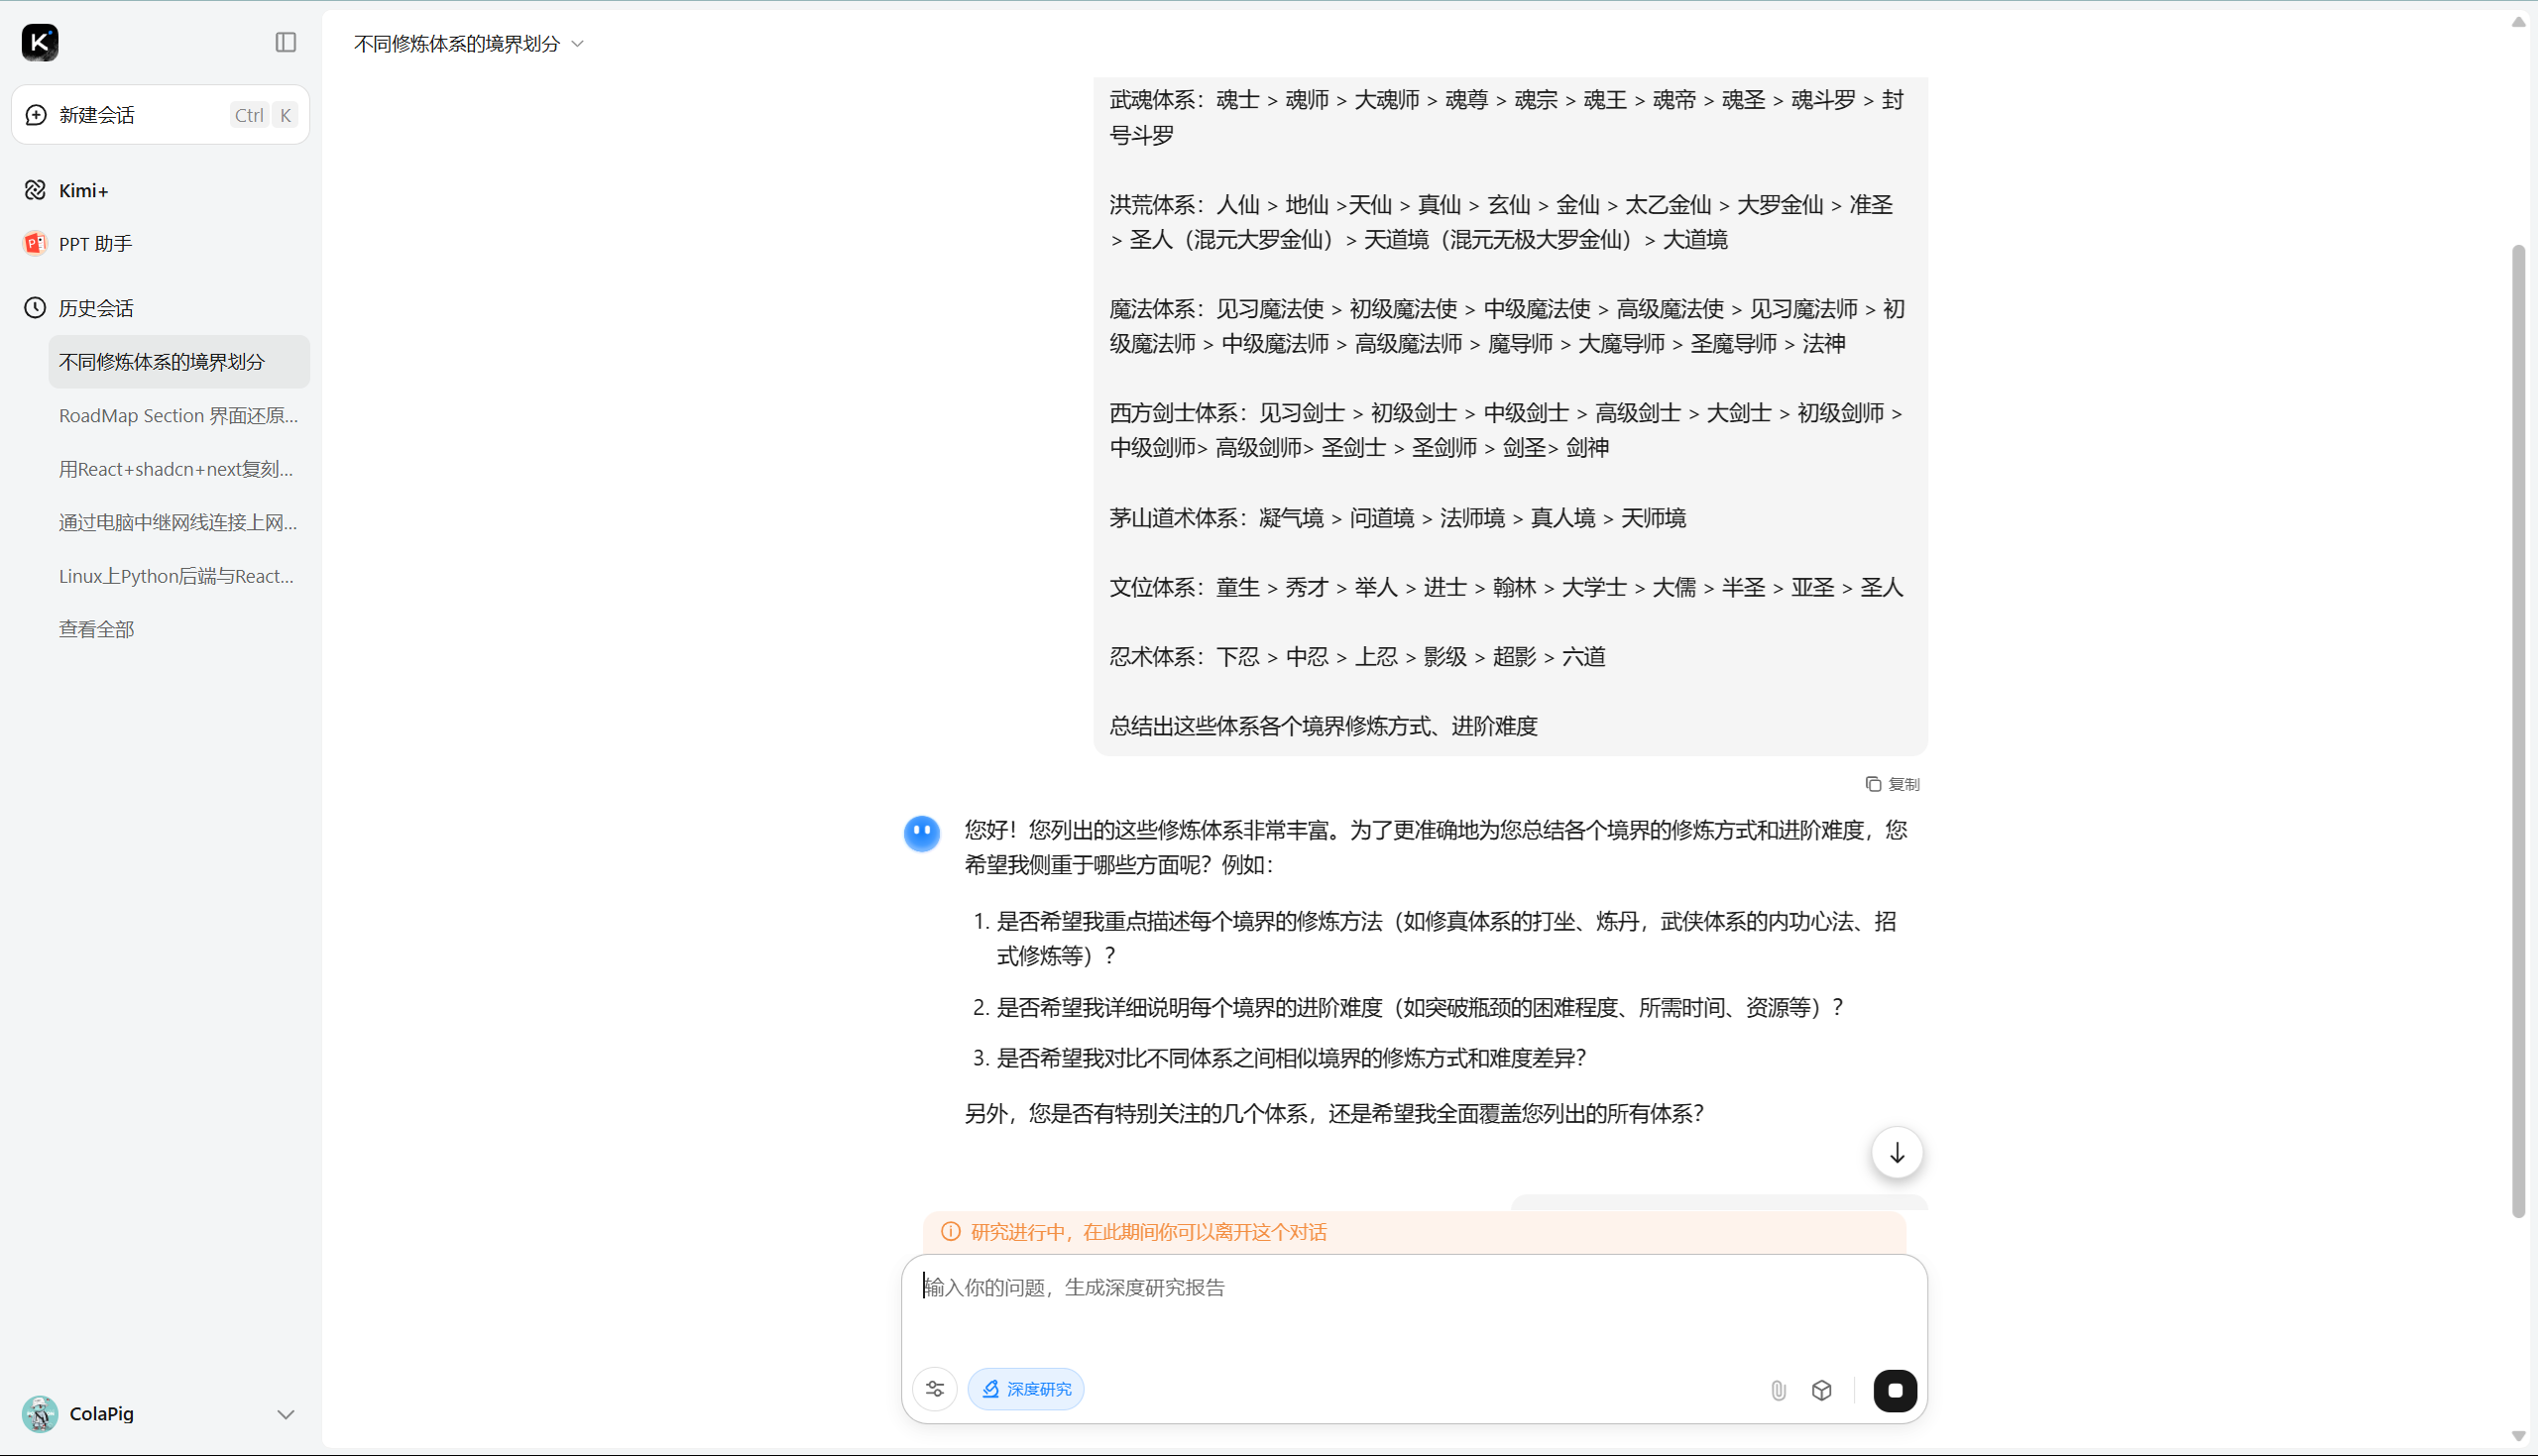 K
新建会话 Ctrl K
Kimi+
PPT 助手
历史会话
不同修炼体系的境界划分
RoadMap Section 界面还原...
用React+shadcn+next复刻...
通过电脑中继网线连接上网...
Linux上Python后端与React...
查看全部
ColaPig
不同修炼体系的境界划分
武魂体系：魂士 > 魂师 > 大魂师 > 魂尊 > 魂宗 > 魂王 > 魂帝 > 魂圣 > 魂斗罗 > 封
号斗罗
洪荒体系：人仙 > 地仙 >天仙 > 真仙 > 玄仙 > 金仙 > 太乙金仙 > 大罗金仙 > 准圣
> 圣人（混元大罗金仙）> 天道境（混元无极大罗金仙）> 大道境
魔法体系：见习魔法使 > 初级魔法使 > 中级魔法使 > 高级魔法使 > 见习魔法师 > 初
级魔法师 > 中级魔法师 > 高级魔法师 > 魔导师 > 大魔导师 > 圣魔导师 > 法神
西方剑士体系：见习剑士 > 初级剑士 > 中级剑士 > 高级剑士 > 大剑士 > 初级剑师 >
中级剑师> 高级剑师> 圣剑士 > 圣剑师 > 剑圣> 剑神
茅山道术体系：凝气境 > 问道境 > 法师境 > 真人境 > 天师境
文位体系：童生 > 秀才 > 举人 > 进士 > 翰林 > 大学士 > 大儒 > 半圣 > 亚圣 > 圣人
忍术体系：下忍 > 中忍 > 上忍 > 影级 > 超影 > 六道
总结出这些体系各个境界修炼方式、进阶难度
复制
您好！您列出的这些修炼体系非常丰富。为了更准确地为您总结各个境界的修炼方式和进阶难度，您
希望我侧重于哪些方面呢？例如：
1. 是否希望我重点描述每个境界的修炼方法（如修真体系的打坐、炼丹，武侠体系的内功心法、招
式修炼等）？
2. 是否希望我详细说明每个境界的进阶难度（如突破瓶颈的困难程度、所需时间、资源等）？
3. 是否希望我对比不同体系之间相似境界的修炼方式和难度差异？
另外，您是否有特别关注的几个体系，还是希望我全面覆盖您列出的所有体系？
研究进行中，在此期间你可以离开这个对话
输入你的问题，生成深度研究报告
深度研究